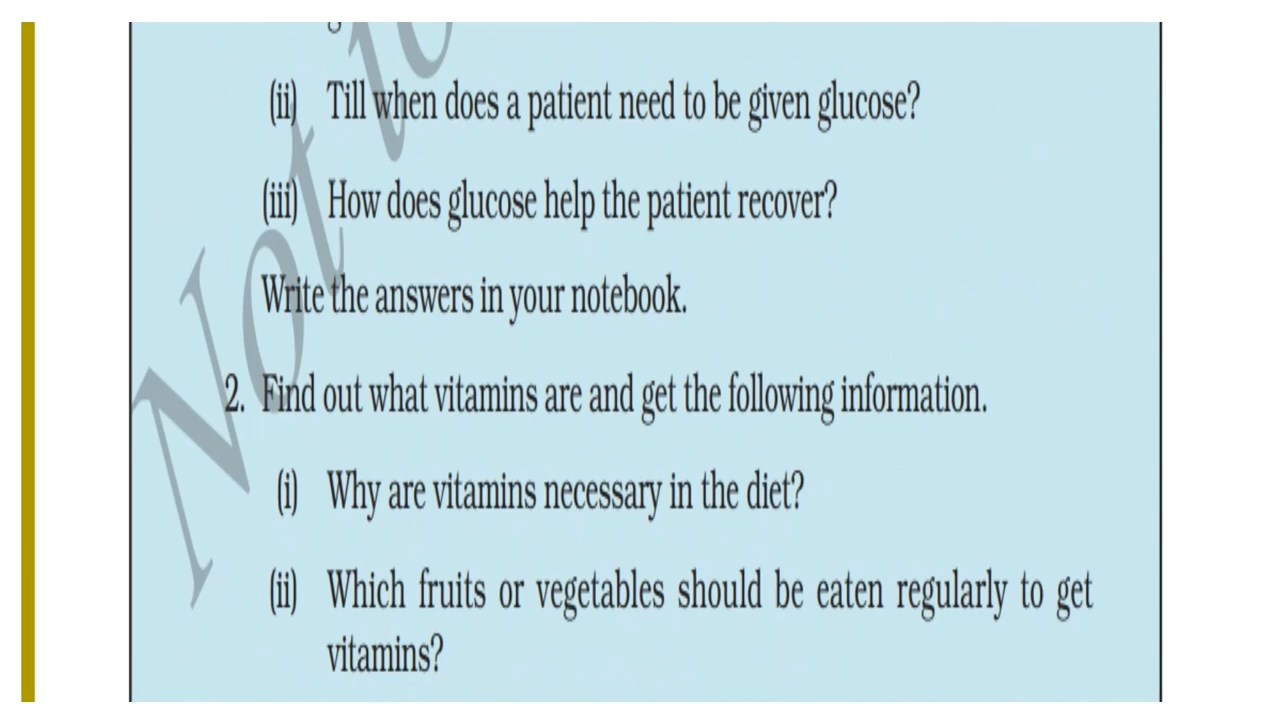 (ii) Till when does a patient need to be given glucose?
(iii) How does glucose help the patient recover?
Write the answers in your notebook.
2. Find out what vitamins are and get the following information.
(i) Why are vitamins necessary in the diet?
(ii) Which fruits or vegetables should be eaten regularly to get
vitamins?
Not to